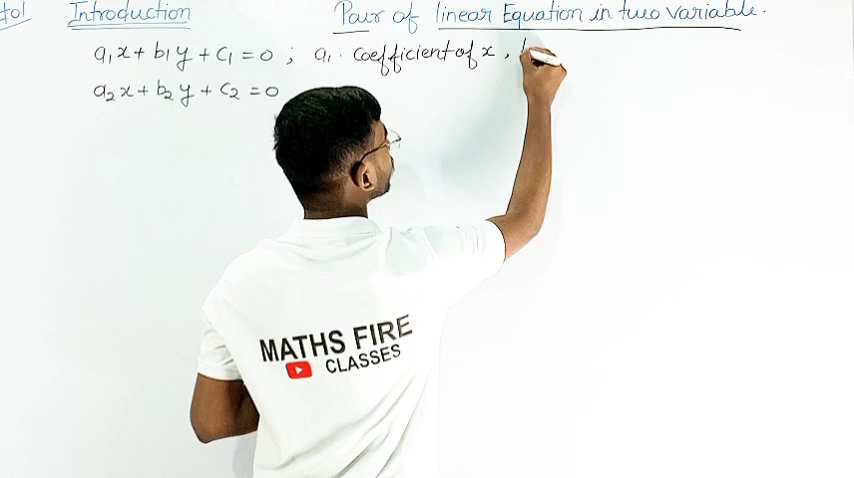 Introduction
Pair of linear Equation in two variable.
a₁x + b₁y + c₁ = 0 ; a₁ . coefficient of x ,
a₂x + b₂y + c₂ = 0
MATHS FIRE
CLASSES